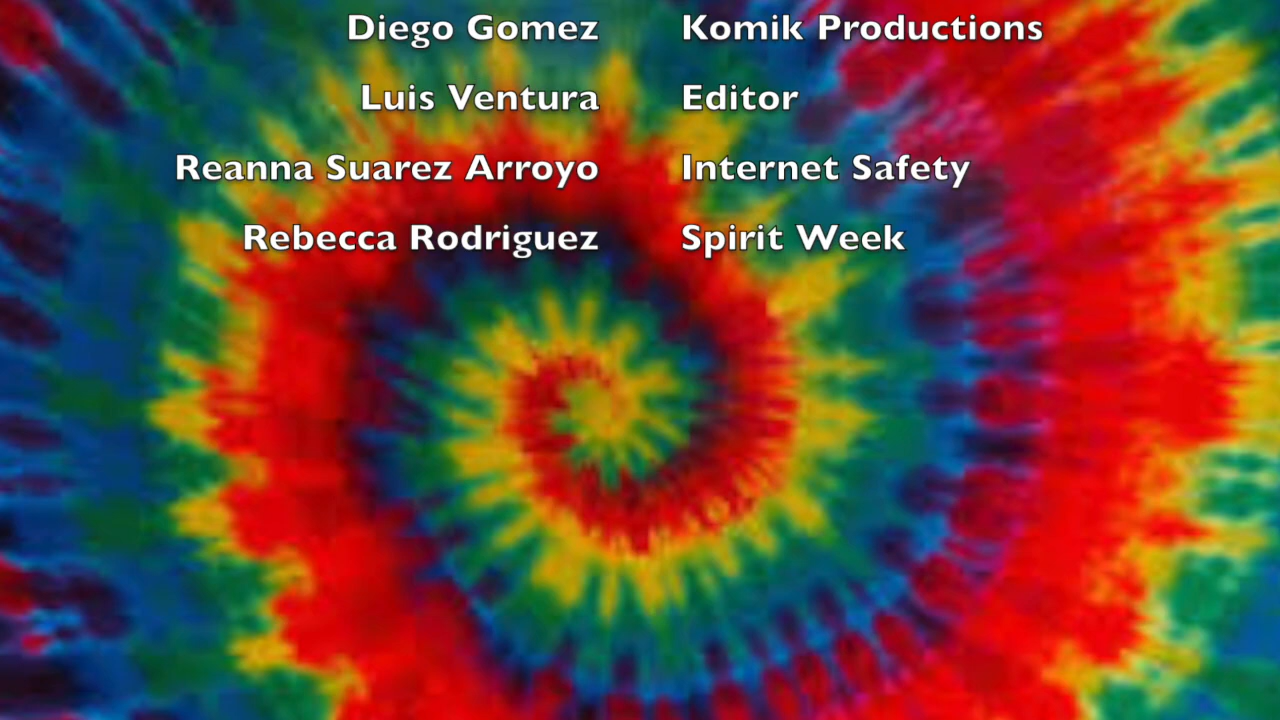 Diego Gomez Komik Productions
Luis Ventura Editor
Reanna Suarez Arroyo Internet Safety
Rebecca Rodriguez Spirit Week